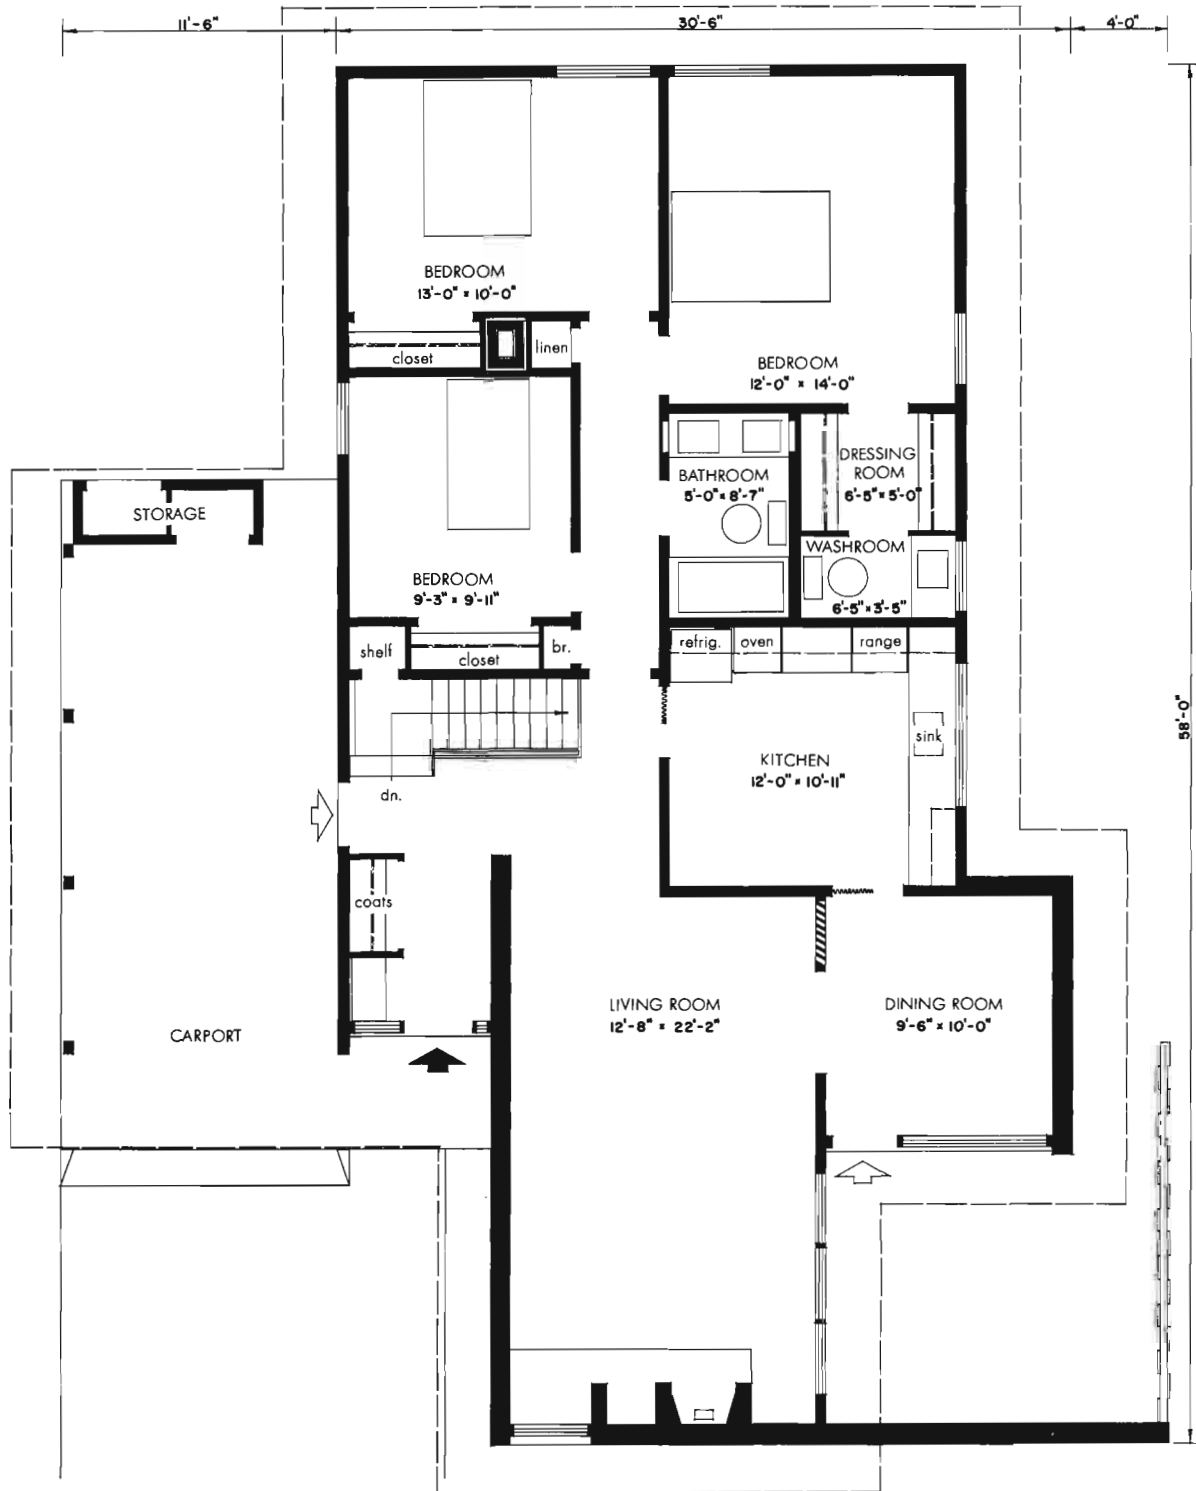 11'-6"
30'-6"
4'-0"
BEDROOM
13'-0" x 10'-0"
closet
linen
BEDROOM
12'-0" x 14'-0"
BATHROOM
5'-0" x 8'-7"
DRESSING
ROOM
6'-5" x 5'-0"
STORAGE
WASHROOM
6'-5" x 3'-5"
BEDROOM
9'-3" x 9'-11"
shelf
closet
br.
refrig.
oven
range
sink
58'-0"
KITCHEN
12'-0" x 10'-11"
dn.
coats
LIVING ROOM
12'-8" x 22'-2"
DINING ROOM
9'-6" x 10'-0"
CARPORT